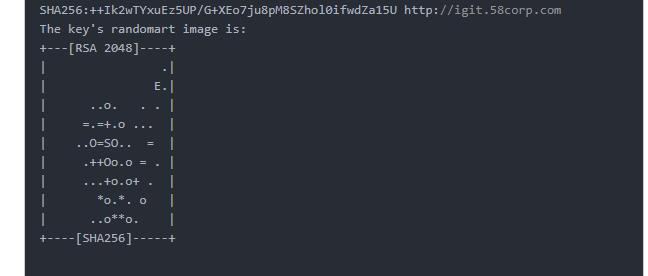 SHA256:++Ik2wTYxuEz5UP/G+XEo7ju8pM8SZhol0ifwdZa15U http://igit.58corp.com
The key's randomart image is:
+---[RSA 2048]----+
|                .|
|               E.|
|      ..o.   . . |
|     =.=+.o ...  |
|    ..O=SO..  =  |
|     .++Oo.o = . |
|     ...+o.o+ .  |
|       *o.*. o   |
|      ..o**o.    |
+----[SHA256]-----+